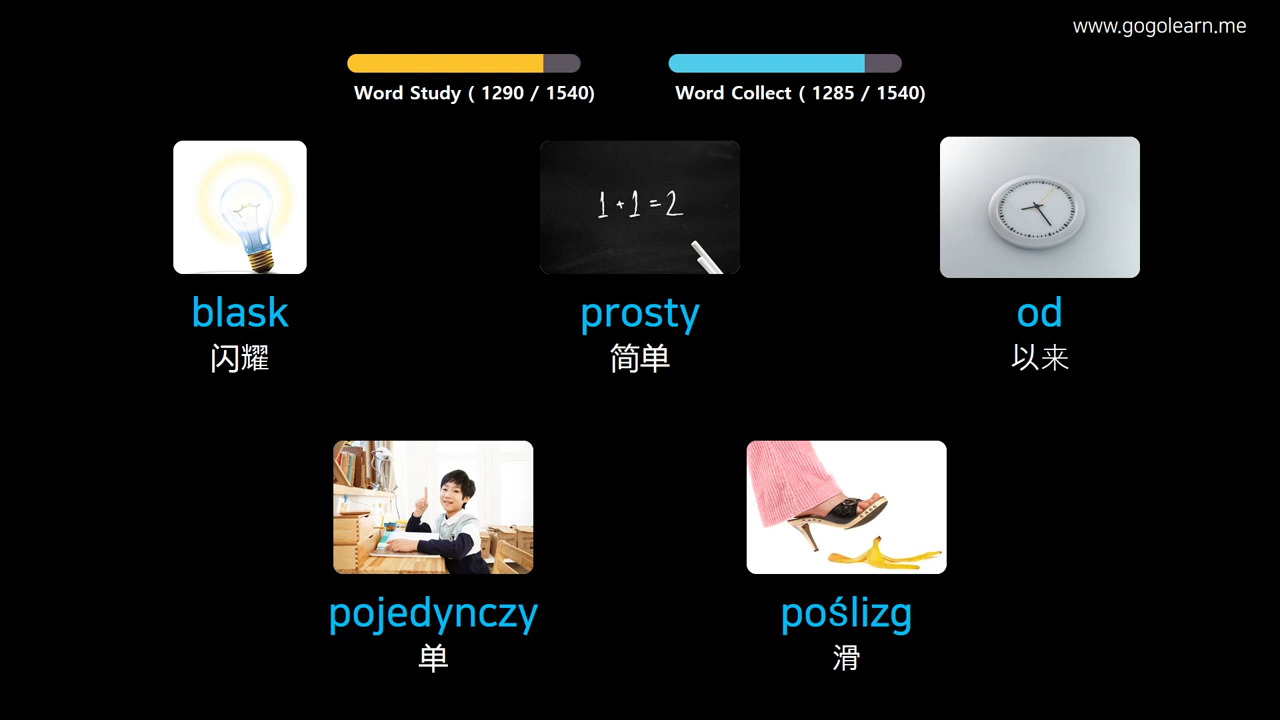 www.gogolearn.me
Word Study ( 1290 / 1540)
Word Collect ( 1285 / 1540)
1+1=2
blask
闪耀
prosty
简单
od
以来
pojedynczy
单
poślizg
滑